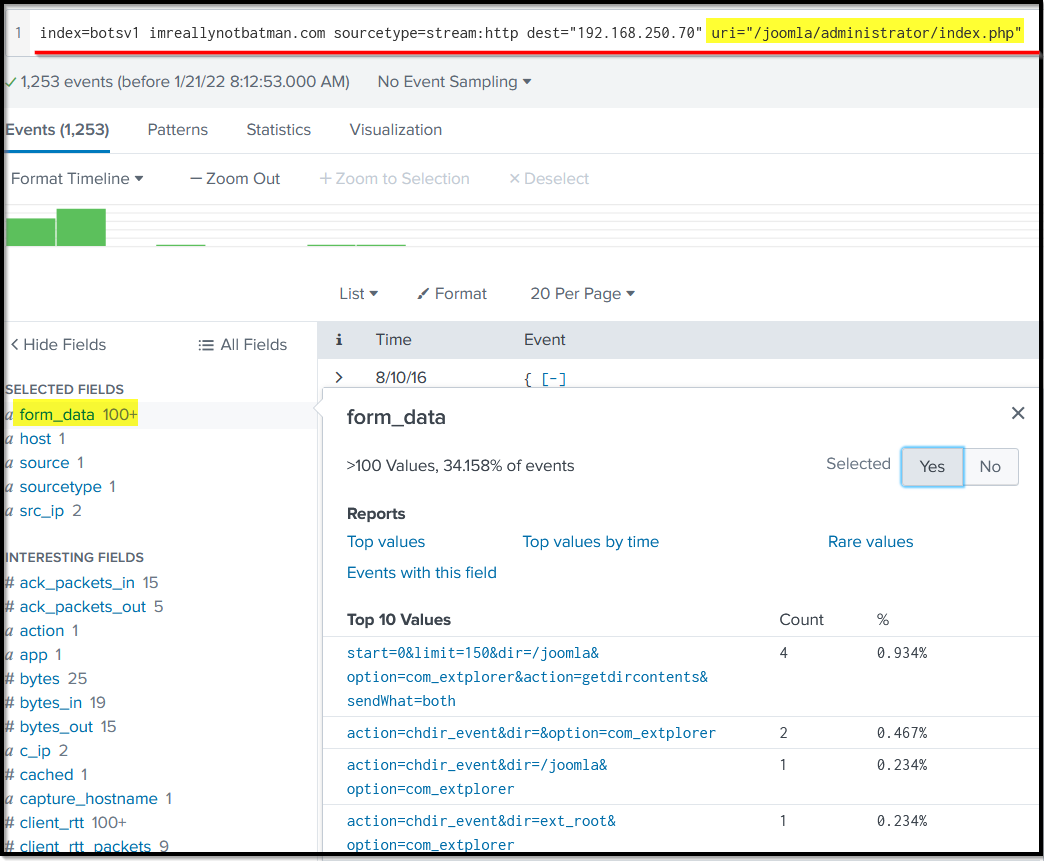 1 index=botsv1 imreallynotbatman.com sourcetype=stream:http dest="192.168.250.70" uri="/joomla/administrator/index.php"
✓ 1,253 events (before 1/21/22 8:12:53.000 AM) No Event Sampling ▾
Events (1,253) Patterns Statistics Visualization
Format Timeline ▾ — Zoom Out + Zoom to Selection × Deselect
List ▾ Format 20 Per Page ▾
< Hide Fields All Fields i Time Event
> 8/10/16 { [-]
SELECTED FIELDS
a form_data 100+
a host 1
a source 1
a sourcetype 1
a src_ip 2
INTERESTING FIELDS
# ack_packets_in 15
# ack_packets_out 5
a action 1
a app 1
# bytes 25
# bytes_in 19
# bytes_out 15
a c_ip 2
# cached 1
a capture_hostname 1
# client_rtt 100+
# client_rtt_packets 9
form_data ×
>100 Values, 34.158% of events Selected Yes No
Reports
Top values Top values by time Rare values
Events with this field
Top 10 Values Count %
start=0&limit=150&dir=/joomla& 4 0.934%
option=com_extplorer&action=getdircontents&
sendWhat=both
action=chdir_event&dir=&option=com_extplorer 2 0.467%
action=chdir_event&dir=/joomla& 1 0.234%
option=com_extplorer
action=chdir_event&dir=ext_root& 1 0.234%
option=com_extplorer